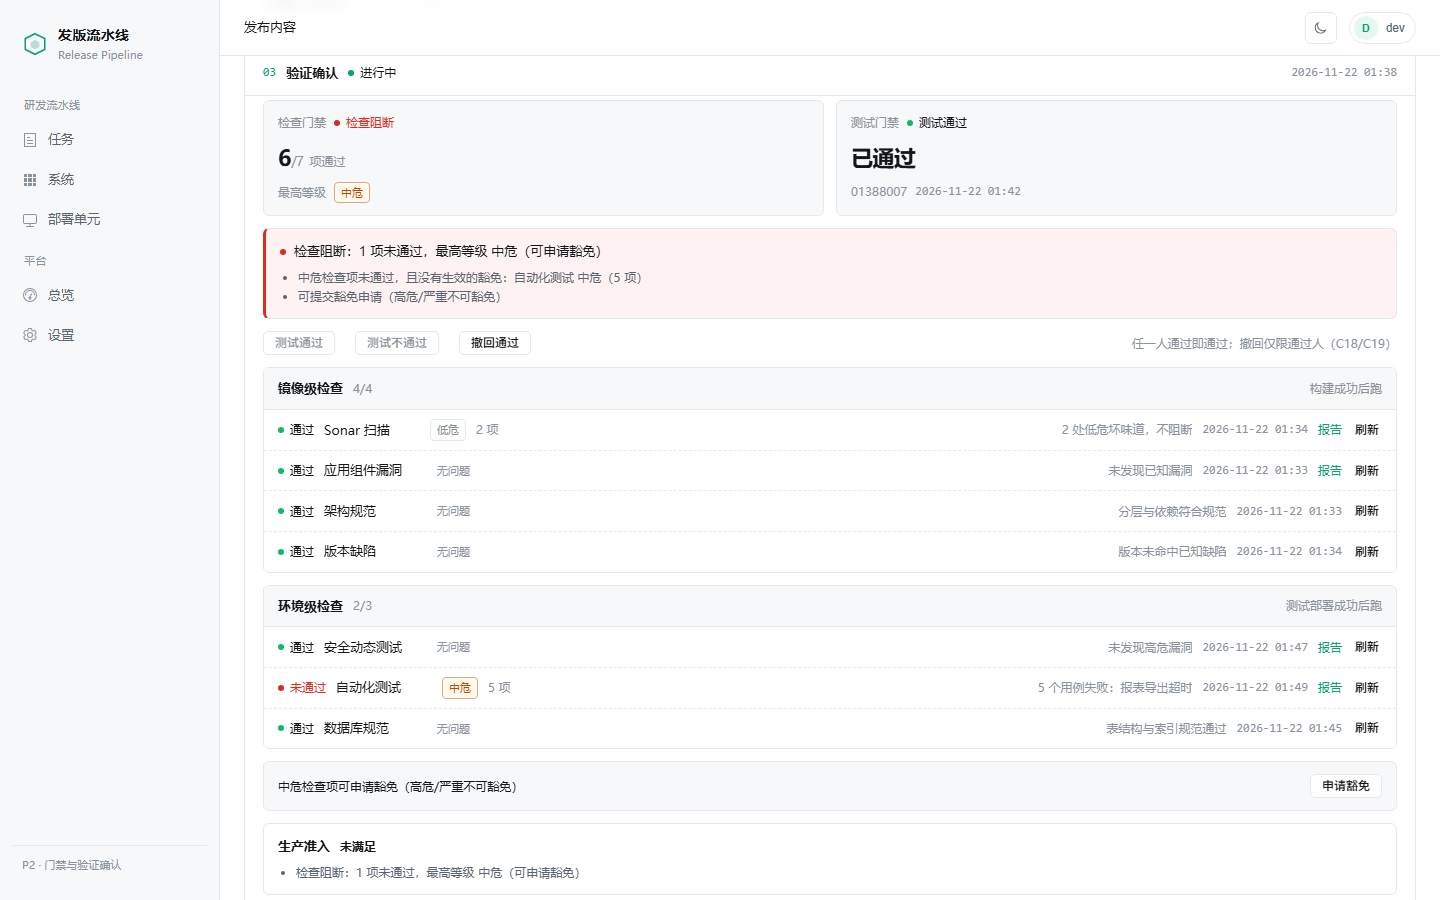 发版流水线
Release Pipeline
研发流水线
任务
系统
部署单元
平台
总览
设置
P2 · 门禁与验证确认
发布内容
D dev
03 验证确认 进行中 2026-11-22 01:38
检查门禁 检查阻断
6/7 项通过
最高等级 中危
测试门禁 测试通过
已通过
01388007 2026-11-22 01:42
检查阻断：1 项未通过，最高等级 中危（可申请豁免）
中危检查项未通过，且没有生效的豁免：自动化测试 中危（5 项）
可提交豁免申请（高危/严重不可豁免）
测试通过 测试不通过 撤回通过 任一人通过即通过；撤回仅限通过人（C18/C19）
镜像级检查 4/4 构建成功后跑
通过 Sonar 扫描 低危 2 项 2 处低危坏味道，不阻断 2026-11-22 01:34 报告 刷新
通过 应用组件漏洞 无问题 未发现已知漏洞 2026-11-22 01:33 报告 刷新
通过 架构规范 无问题 分层与依赖符合规范 2026-11-22 01:33 刷新
通过 版本缺陷 无问题 版本未命中已知缺陷 2026-11-22 01:34 刷新
环境级检查 2/3 测试部署成功后跑
通过 安全动态测试 无问题 未发现高危漏洞 2026-11-22 01:47 报告 刷新
未通过 自动化测试 中危 5 项 5 个用例失败：报表导出超时 2026-11-22 01:49 报告 刷新
通过 数据库规范 无问题 表结构与索引规范通过 2026-11-22 01:45 刷新
中危检查项可申请豁免（高危/严重不可豁免） 申请豁免
生产准入 未满足
检查阻断：1 项未通过，最高等级 中危（可申请豁免）